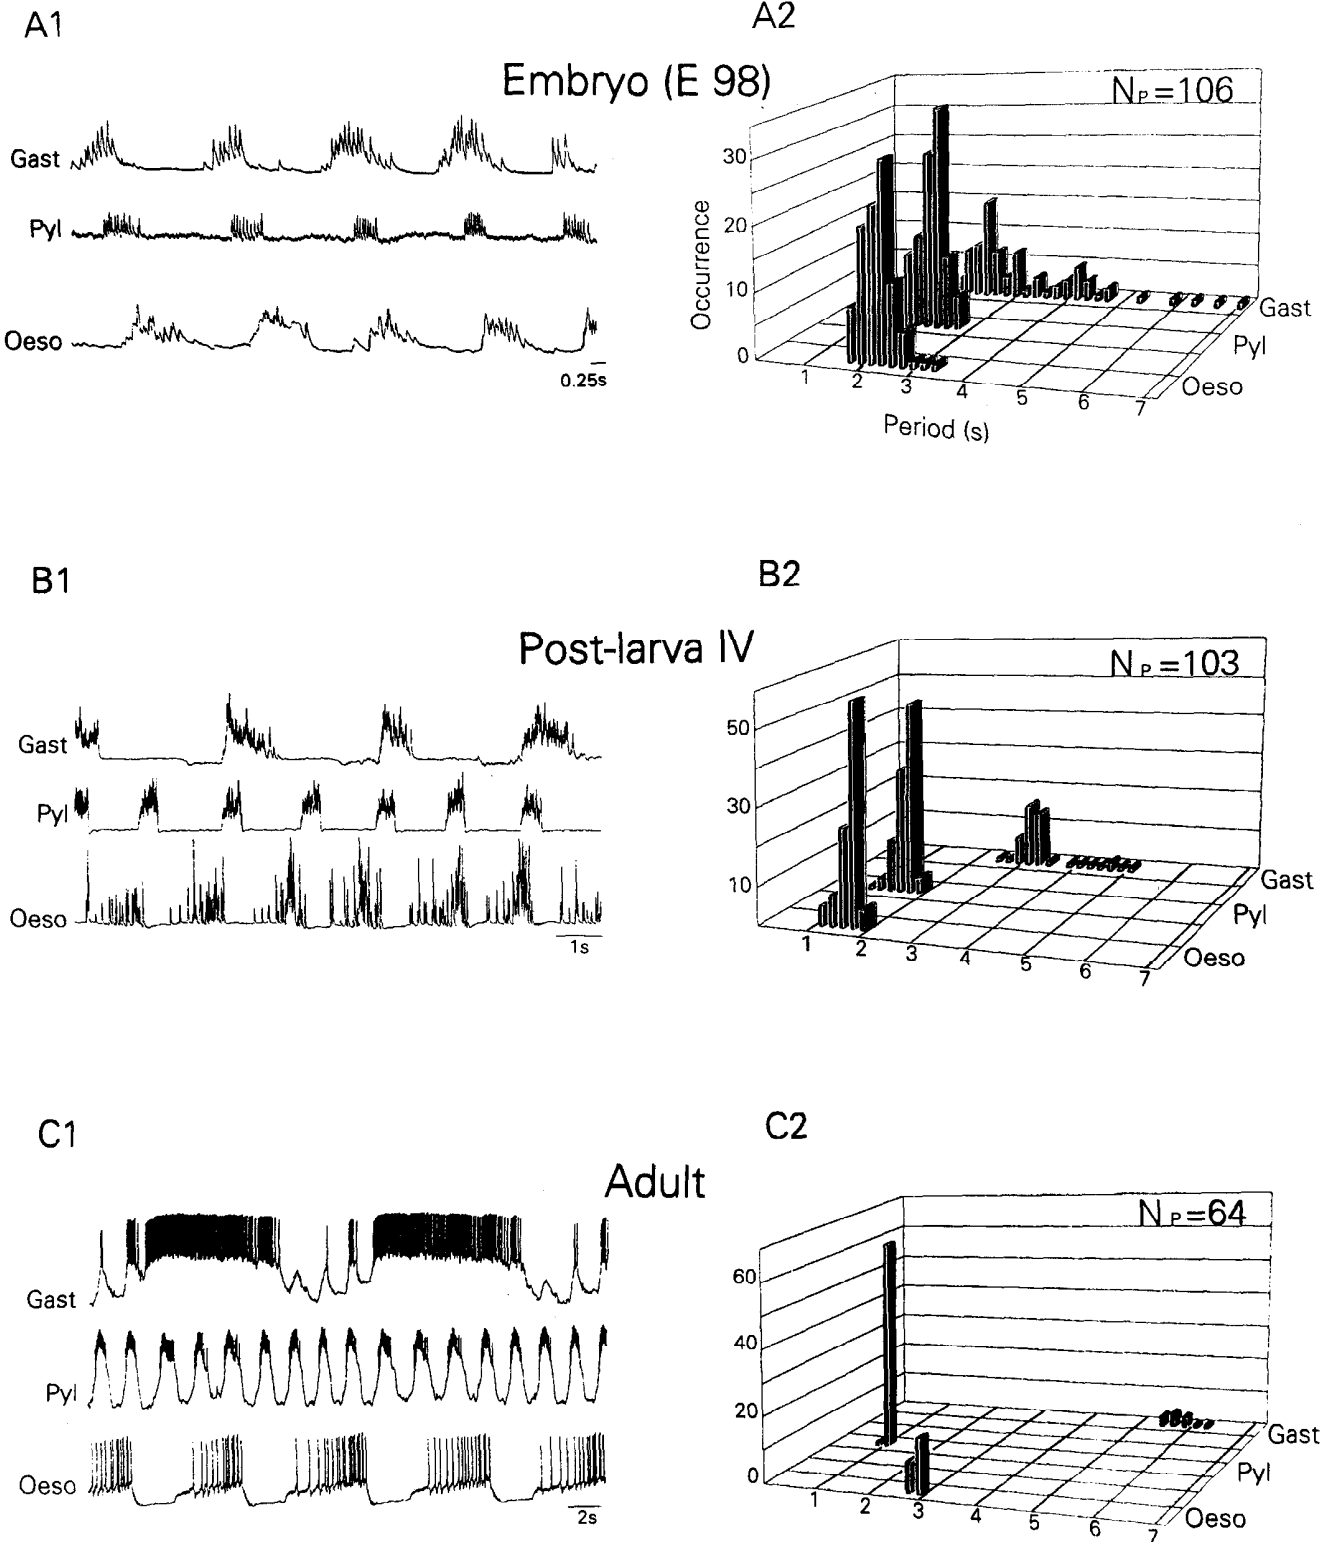 A1
A2
Embryo (E 98)
N P =106
Gast
Pyl
Oeso
0.25s
Occurrence
30
20
10
0
1
2
3
4
5
6
7
Period (s)
Gast
Pyl
Oeso
B1
B2
Post-larva IV
N P =103
Gast
Pyl
Oeso
1s
50
30
10
1
2
3
4
5
6
7
Gast
Pyl
Oeso
C1
C2
Adult
N P =64
Gast
Pyl
Oeso
2s
60
40
20
0
1
2
3
4
5
6
7
Gast
Pyl
Oeso